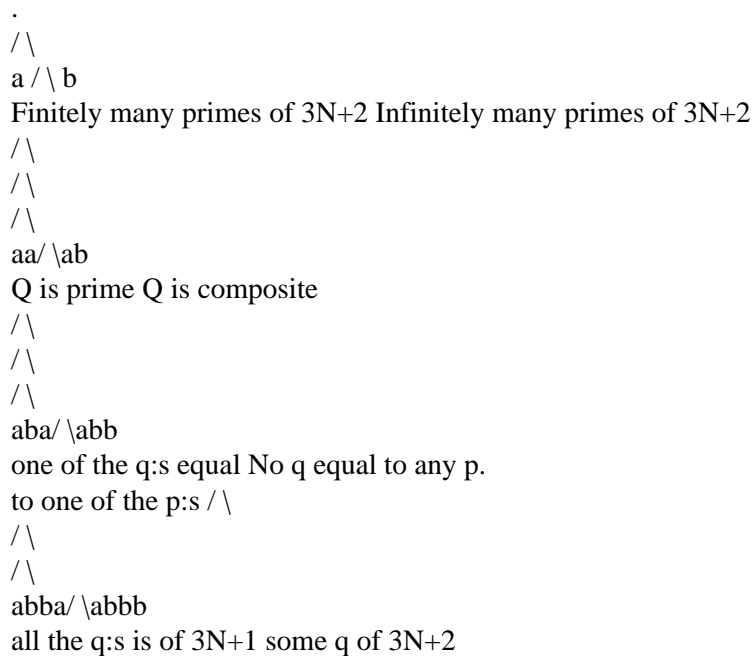 .
/ \
a / \ b
Finitely many primes of 3N+2 Infinitely many primes of 3N+2
/ \
/ \
/ \
aa/ \ab
Q is prime Q is composite
/ \
/ \
/ \
aba/ \abb
one of the q:s equal No q equal to any p.
to one of the p:s / \
/ \
/ \
abba/ \abbb
all the q:s is of 3N+1 some q of 3N+2